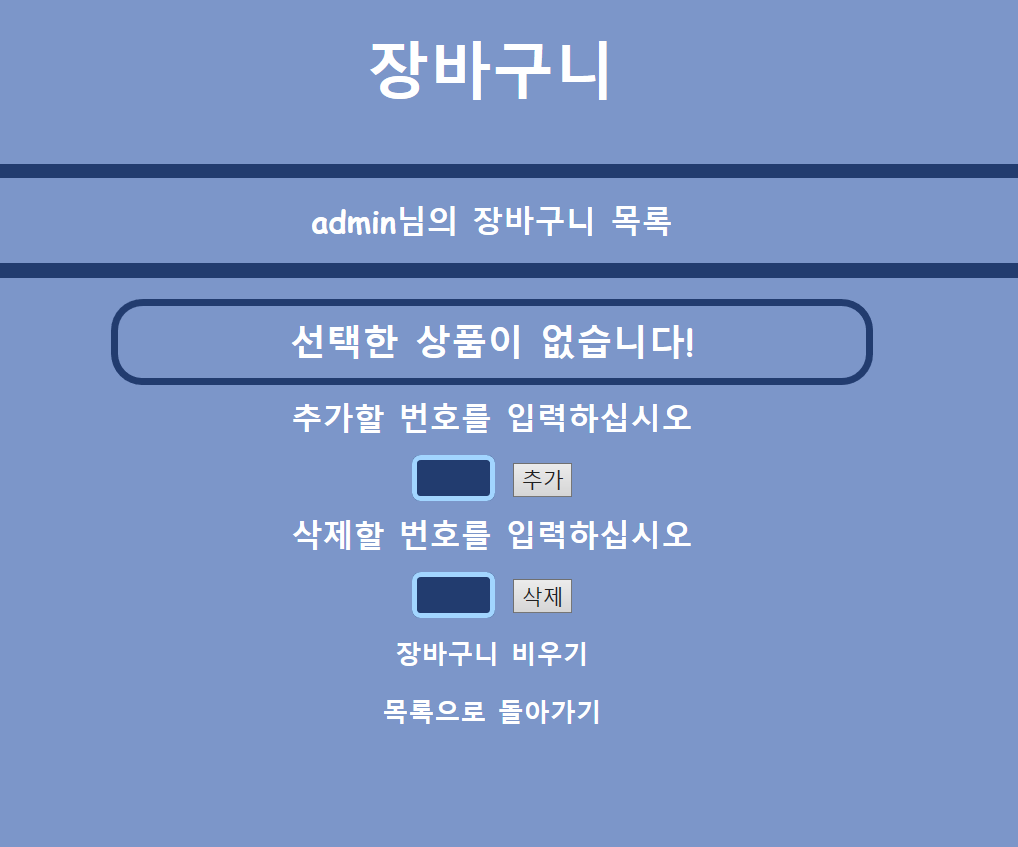 장바구니
admin님의 장바구니 목록
선택한 상품이 없습니다!
추가할 번호를 입력하십시오
추가
삭제할 번호를 입력하십시오
삭제
장바구니 비우기
목록으로 돌아가기